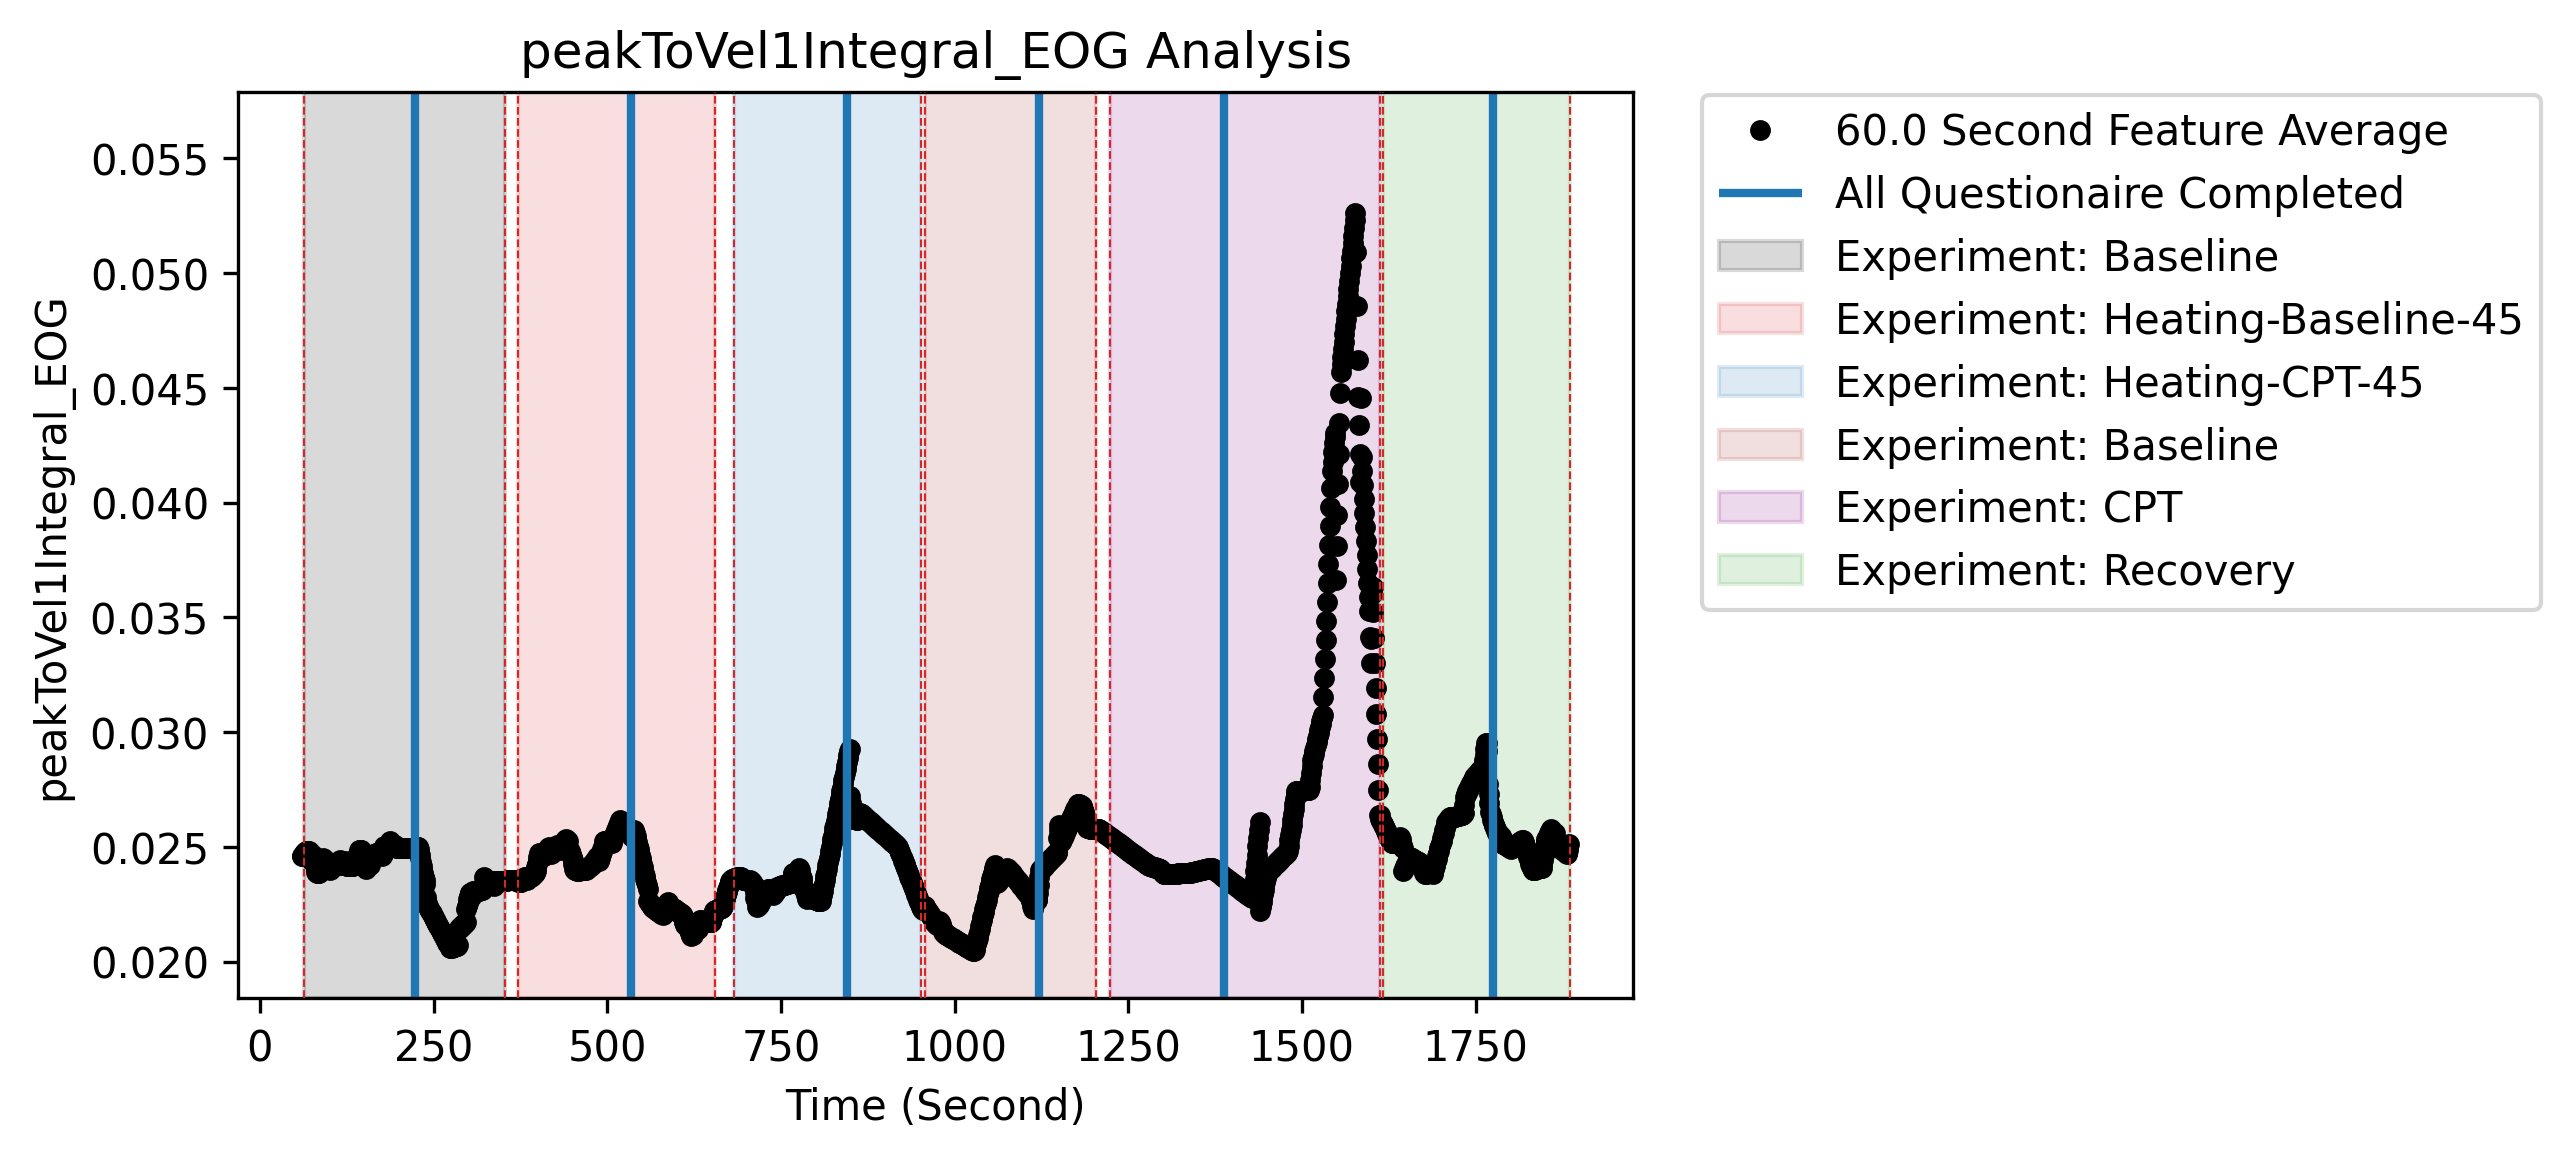 peakToVel1Integral_EOG Analysis
peakToVel1Integral_EOG
0.055
0.050
0.045
0.040
0.035
0.030
0.025
0.020
0 250 500 750 1000 1250 1500 1750
Time (Second)
60.0 Second Feature Average
All Questionaire Completed
Experiment: Baseline
Experiment: Heating-Baseline-45
Experiment: Heating-CPT-45
Experiment: Baseline
Experiment: CPT
Experiment: Recovery